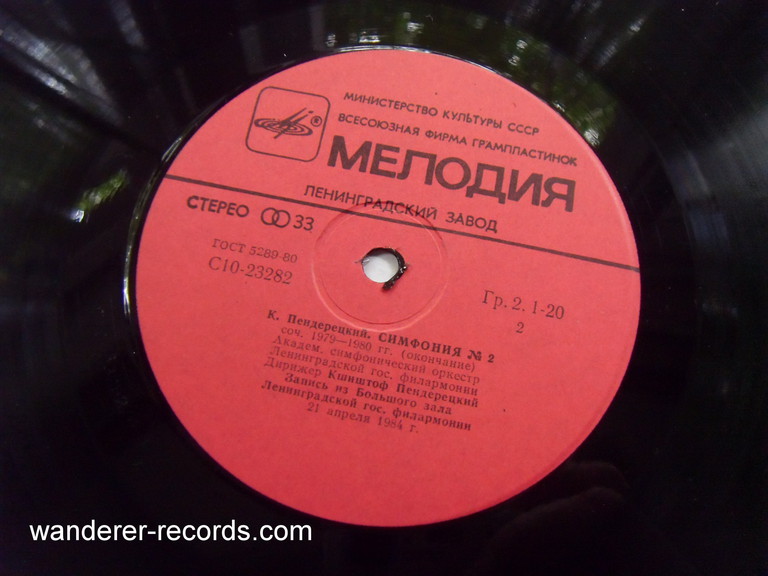 МИНИСТЕРСТВО КУЛЬТУРЫ СССР
ВСЕСОЮЗНАЯ ФИРМА ГРАМПЛАСТИНОК
МЕЛОДИЯ
ЛЕНИНГРАДСКИЙ ЗАВОД
СТЕРЕО 33
ГОСТ 5289-80
С10-23282
Гр. 2. 1-20
2
К. Пендерецкий. СИМФОНИЯ № 2
соч. 1979—1980 гг. (окончание)
Академ. симфонический оркестр
Ленинградской гос. филармонии
Дирижер Кшиштоф Пендерецкий
Запись из Большого зала
Ленинградской гос. филармонии
21 апреля 1984 г.
wanderer-records.com